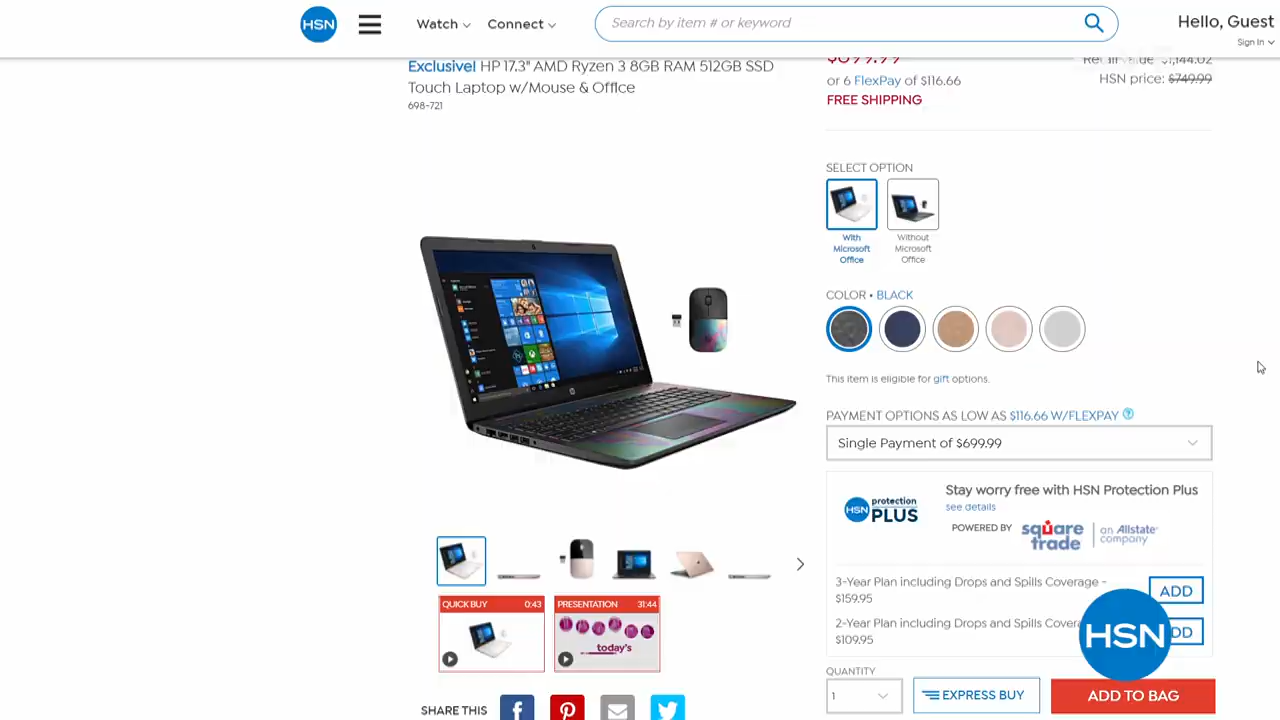 HSN
Watch
Connect
Search by item # or keyword
Hello, Guest
Sign In
Exclusive! HP 17.3" AMD Ryzen 3 8GB RAM 512GB SSD
Touch Laptop w/Mouse & Office
698-721
or 6 FlexPay of $116.66
HSN price: $749.99
FREE SHIPPING
SELECT OPTION
With
Microsoft
Office
Without
Microsoft
Office
COLOR • BLACK
This item is eligible for gift options.
PAYMENT OPTIONS AS LOW AS $116.66 W/FLEXPAY ?
Single Payment of $699.99
HSN protection PLUS
Stay worry free with HSN Protection Plus
see details
POWERED BY
square trade
an Allstate company
3-Year Plan including Drops and Spills Coverage -
$159.95
ADD
2-Year Plan including Drops and Spills
$109.95
HSN
QUICK BUY 0:43
PRESENTATION 31:44
today's
QUANTITY
1
EXPRESS BUY
ADD TO BAG
SHARE THIS